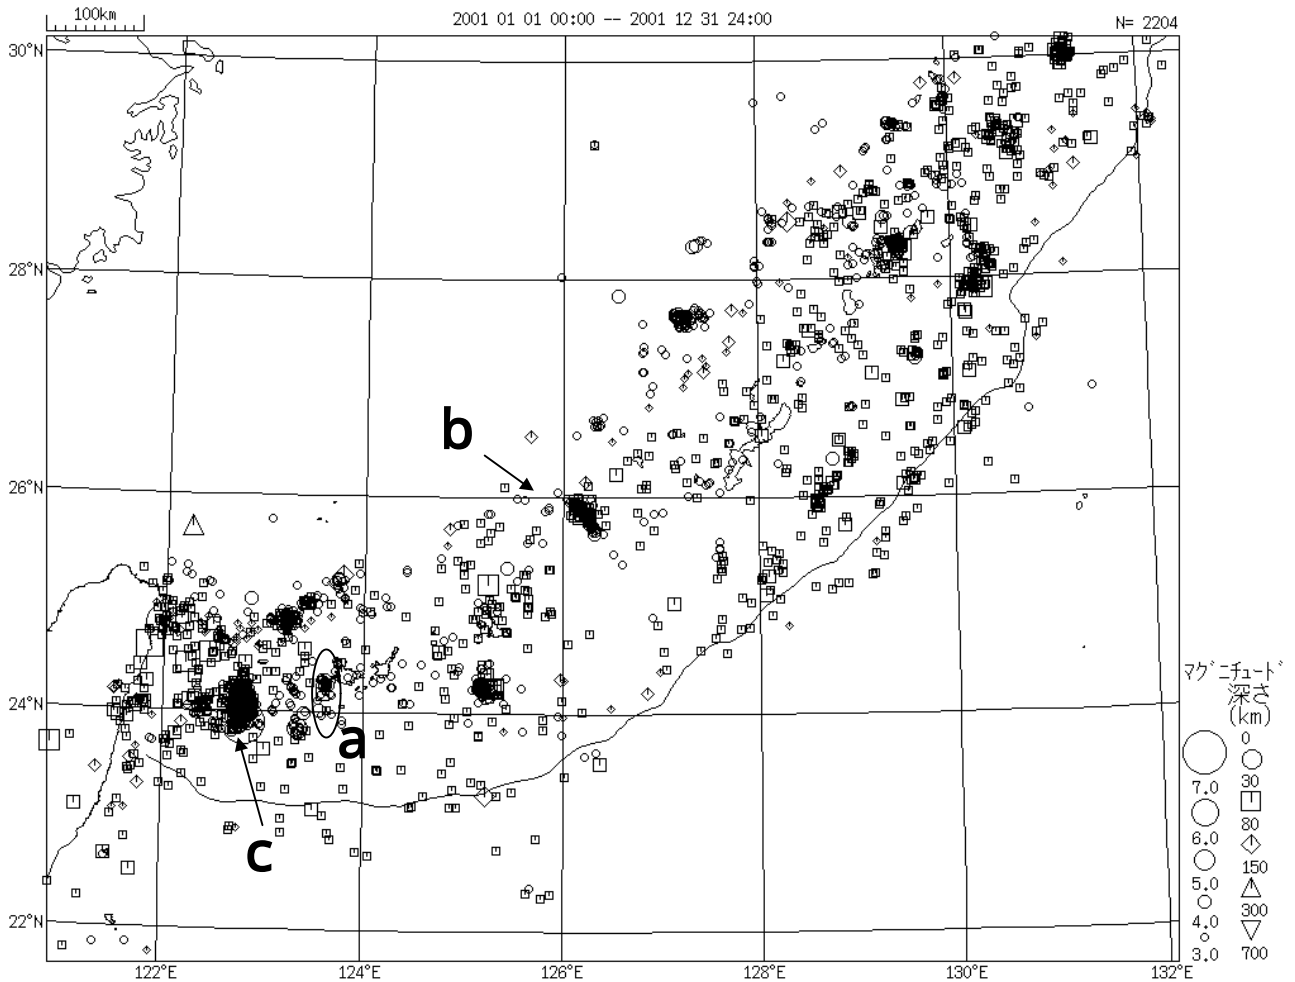 100km
2001 01 01 00:00 -- 2001 12 31 24:00
N= 2204
30°N
28°N
26°N
24°N
22°N
b
a
c
122°E
124°E
126°E
128°E
130°E
132°E
ﾏｸﾞﾆﾁｭｰﾄﾞ
深さ
(km)
0
7.0
30
6.0
80
5.0
150
4.0
300
3.0
700